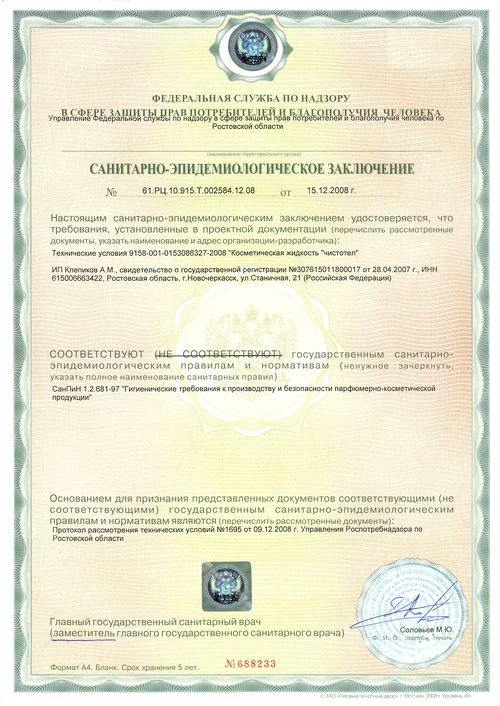 ФЕДЕРАЛЬНАЯ СЛУЖБА ПО НАДЗОРУ
В СФЕРЕ ЗАЩИТЫ ПРАВ ПОТРЕБИТЕЛЕЙ И БЛАГОПОЛУЧИЯ ЧЕЛОВЕКА
Управление Федеральной службы по надзору в сфере защиты прав потребителей и благополучия человека по
Ростовской области
(наименование территориального органа)
САНИТАРНО-ЭПИДЕМИОЛОГИЧЕСКОЕ ЗАКЛЮЧЕНИЕ
№ 61.РЦ.10.915.Т.002584.12.08 от 15.12.2008 г.
Настоящим санитарно-эпидемиологическим заключением удостоверяется, что
требования, установленные в проектной документации (перечислить рассмотренные
документы, указать наименование и адрес организации-разработчика):
Технические условия 9158-001-0153086327-2008 "Косметическая жидкость "чистотел"
ИП Клепиков А.М., свидетельство о государственной регистрации №307615011800017 от 28.04.2007 г., ИНН
615006663422, Ростовская область, г.Новочеркасск, ул.Станичная, 21 (Российская Федерация)
СООТВЕТСТВУЮТ (НЕ СООТВЕТСТВУЮТ) государственным санитарно-
эпидемиологическим правилам и нормативам (ненужное зачеркнуть,
указать полное наименование санитарных правил)
СанПиН 1.2.681-97 "Гигиенические требования к производству и безопасности парфюмерно-косметической
продукции"
Основанием для признания представленных документов соответствующими (не
соответствующими) государственным санитарно-эпидемиологическим
правилам и нормативам являются (перечислить рассмотренные документы):
Протокол рассмотрения технических условий №1695 от 09.12.2008 г. Управления Роспотребнадзора по
Ростовской области
Главный государственный санитарный врач
(заместитель главного государственного санитарного врача)
Соловьев М.Ю.
Ф., И., О., подпись, печать
Формат А4. Бланк. Срок хранения 5 лет.
№688233
© ЗАО «Первый печатный двор», г. Москва, 2008 г. Уровень «В».